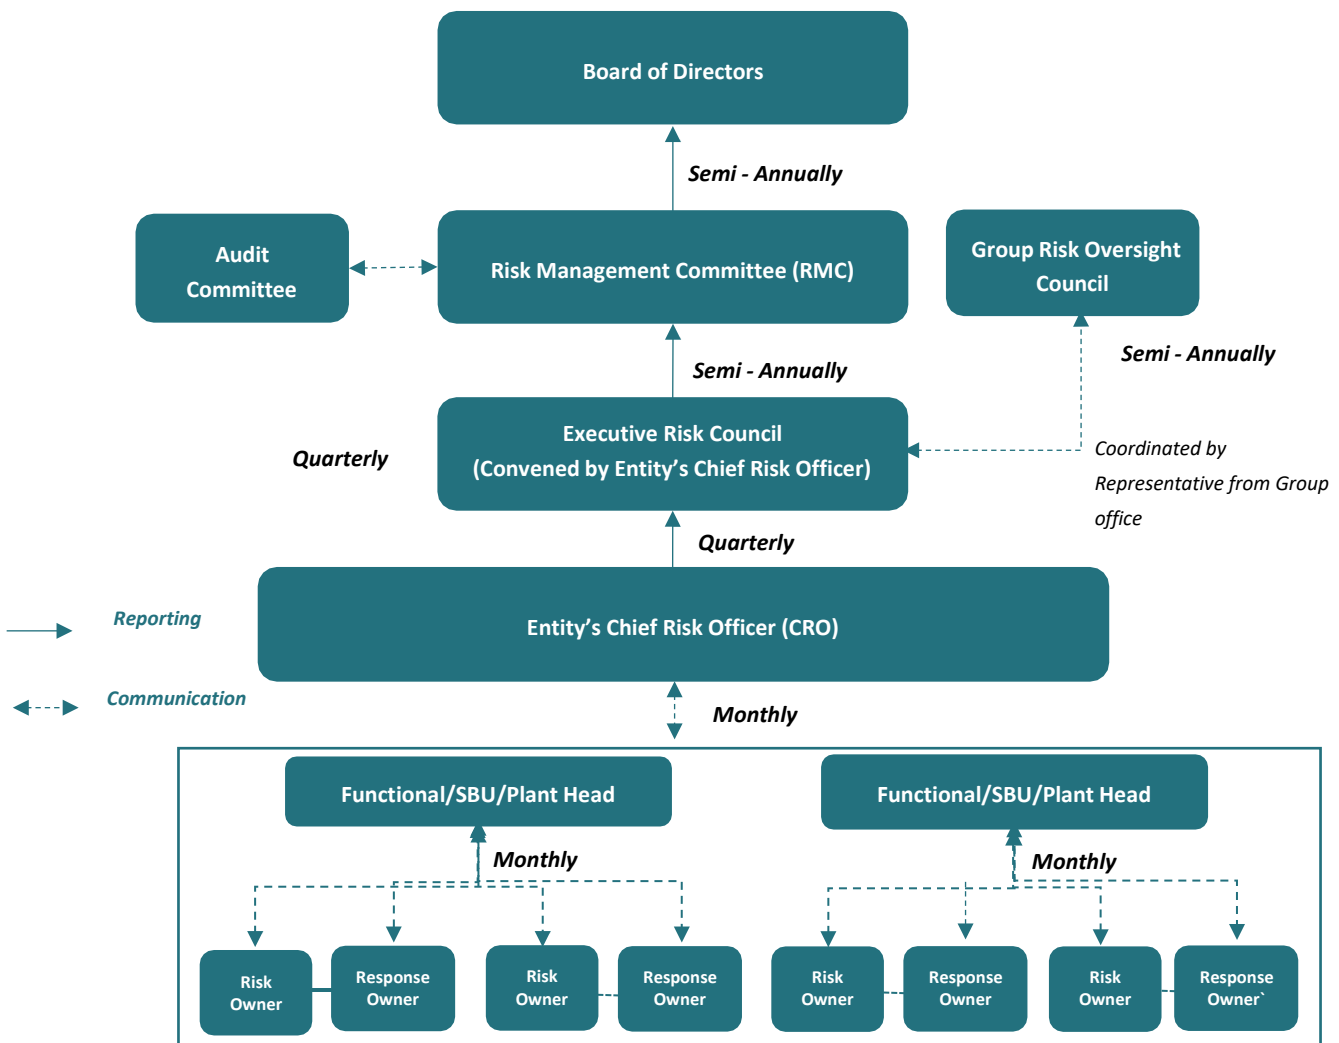 Board of Directors
Semi - Annually
Audit
Committee
Risk Management Committee (RMC)
Group Risk Oversight
Council
Semi - Annually
Semi - Annually
Quarterly
Executive Risk Council
(Convened by Entity’s Chief Risk Officer)
Coordinated by
Representative from Group
office
Quarterly
Reporting
Entity’s Chief Risk Officer (CRO)
Communication
Monthly
Functional/SBU/Plant Head
Functional/SBU/Plant Head
Monthly
Monthly
Risk
Owner
Response
Owner
Risk
Owner
Response
Owner
Risk
Owner
Response
Owner
Risk
Owner
Response
Owner`